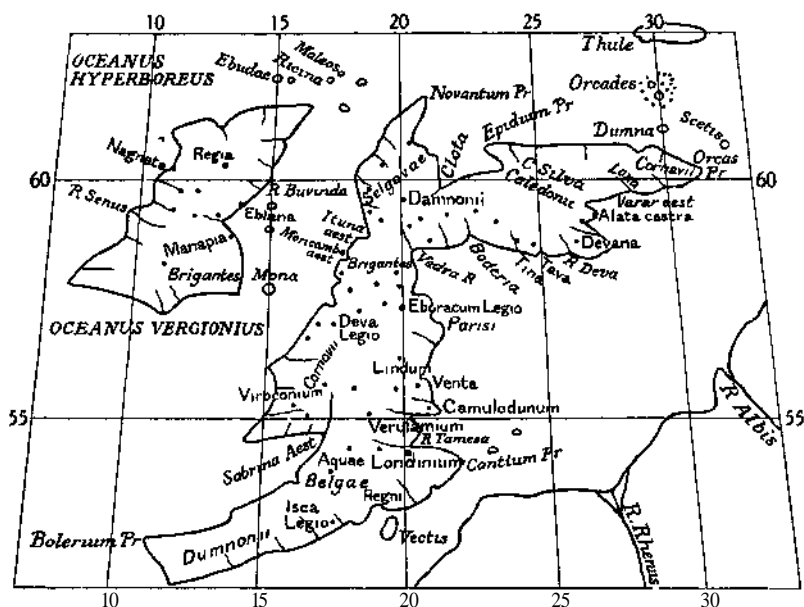 10 15 20 25 30
OCEANUS
HYPERBOREUS
Ebudae
Ricina
Maleos
Thule
Orcades
Novantum Pr
Epidium Pr
Dumna
Scetis
Nagnata
Regia
Clota
C. Silva
Caledonii
Loxa
Cornavii
Orcas
Pr
60
60
Selgovae
R Senus
R Buvinda
Eblana
Ituna
aest
Damnonii
Varar aest
Alata castra
Manapia
Moricambe
aest
Devana
Brigantes
Mona
Brigantes
Vedra R
Boderia
Tina
Tava
R Deva
OCEANUS VERGIONIUS
Eboracum Legio
Deva
Legio
Parisi
Cornavii
Lindum
Viroconium
Venta
Camulodunum
R Albis
55
55
Verulamium
R Tamesa
Sabrina Aest
Aquae
Londinium
Cantium Pr
Belgae
Regni
Isca
Legio
Bolerium Pr
Dumnonii
Vectis
R. Rhenus
10 15 20 25 30